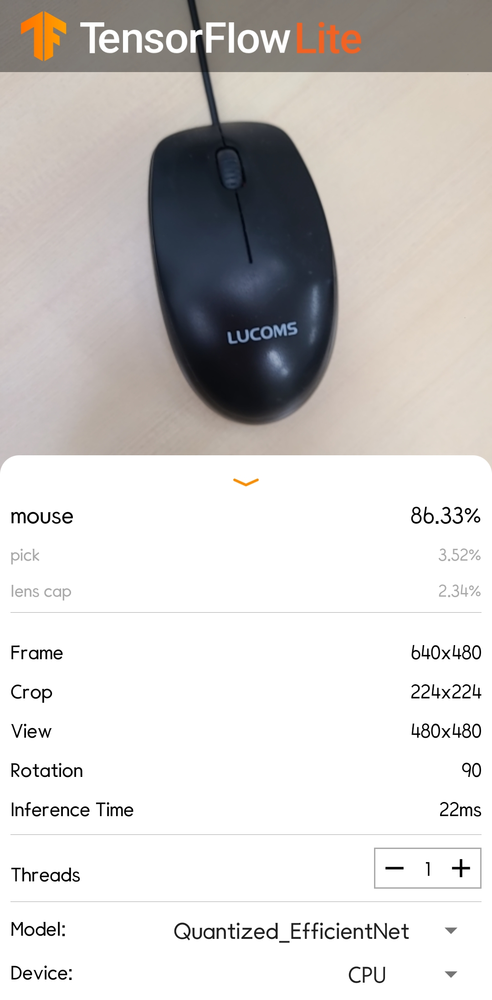 TensorFlow Lite
LUCOMS
mouse 86.33%
pick 3.52%
lens cap 2.34%
Frame 640x480
Crop 224x224
View 480x480
Rotation 90
Inference Time 22ms
Threads 1
Model: Quantized_EfficientNet
Device: CPU